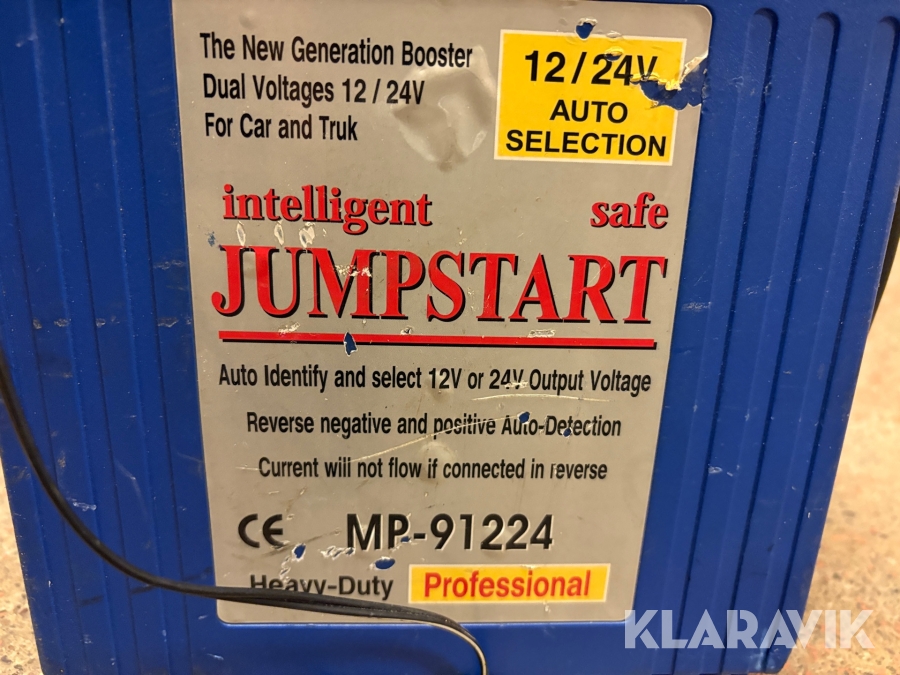 The New Generation Booster
Dual Voltages 12 / 24V
For Car and Truk
12 / 24V
AUTO
SELECTION
intelligent safe
JUMPSTART
Auto Identify and select 12V or 24V Output Voltage
Reverse negative and positive Auto-Detection
Current wiil not flow if connected in reverse
CE MP-91224
Heavy-Duty Professional
KLARAVIK